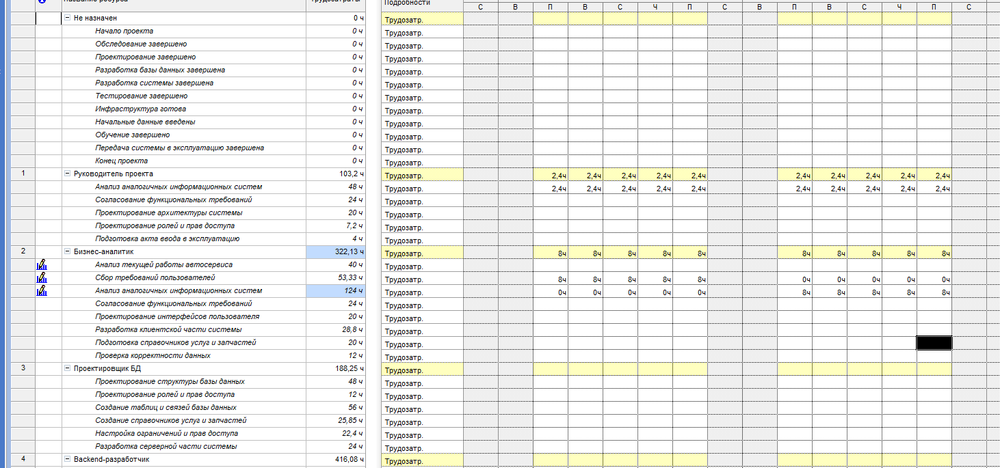 Название ресурса Трудозатраты Подробности С В П В С Ч П С В П В С Ч П С
Не назначен 0 ч Трудозатр.
Начало проекта 0 ч Трудозатр.
Обследование завершено 0 ч Трудозатр.
Проектирование завершено 0 ч Трудозатр.
Разработка базы данных завершена 0 ч Трудозатр.
Разработка системы завершена 0 ч Трудозатр.
Тестирование завершено 0 ч Трудозатр.
Инфраструктура готова 0 ч Трудозатр.
Начальные данные введены 0 ч Трудозатр.
Обучение завершено 0 ч Трудозатр.
Передача системы в эксплуатацию завершена 0 ч Трудозатр.
Конец проекта 0 ч Трудозатр.
1 Руководитель проекта 103,2 ч Трудозатр. 2,4ч 2,4ч 2,4ч 2,4ч 2,4ч 2,4ч 2,4ч 2,4ч 2,4ч 2,4ч
Анализ аналогичных информационных систем 48 ч Трудозатр. 2,4ч 2,4ч 2,4ч 2,4ч 2,4ч 2,4ч 2,4ч 2,4ч 2,4ч 2,4ч
Согласование функциональных требований 24 ч Трудозатр.
Проектирование архитектуры системы 20 ч Трудозатр.
Проектирование ролей и прав доступа 7,2 ч Трудозатр.
Подготовка акта ввода в эксплуатацию 4 ч Трудозатр.
2 Бизнес-аналитик 322,13 ч Трудозатр. 8ч 8ч 8ч 8ч 8ч 8ч 8ч 8ч 8ч 8ч
Анализ текущей работы автосервиса 40 ч Трудозатр.
Сбор требований пользователей 53,33 ч Трудозатр. 8ч 8ч 8ч 8ч 8ч 0ч 0ч 0ч 0ч 0ч
Анализ аналогичных информационных систем 124 ч Трудозатр. 0ч 0ч 0ч 0ч 0ч 8ч 8ч 8ч 8ч 8ч
Согласование функциональных требований 24 ч Трудозатр.
Проектирование интерфейсов пользователя 20 ч Трудозатр.
Разработка клиентской части системы 28,8 ч Трудозатр.
Подготовка справочников услуг и запчастей 20 ч Трудозатр.
Проверка корректности данных 12 ч Трудозатр.
3 Проектировщик БД 188,25 ч Трудозатр.
Проектирование структуры базы данных 48 ч Трудозатр.
Проектирование ролей и прав доступа 12 ч Трудозатр.
Создание таблиц и связей базы данных 56 ч Трудозатр.
Создание справочников услуг и запчастей 25,85 ч Трудозатр.
Настройка ограничений и прав доступа 22,4 ч Трудозатр.
Разработка серверной части системы 24 ч Трудозатр.
4 Backend-разработчик 416,08 ч Трудозатр.